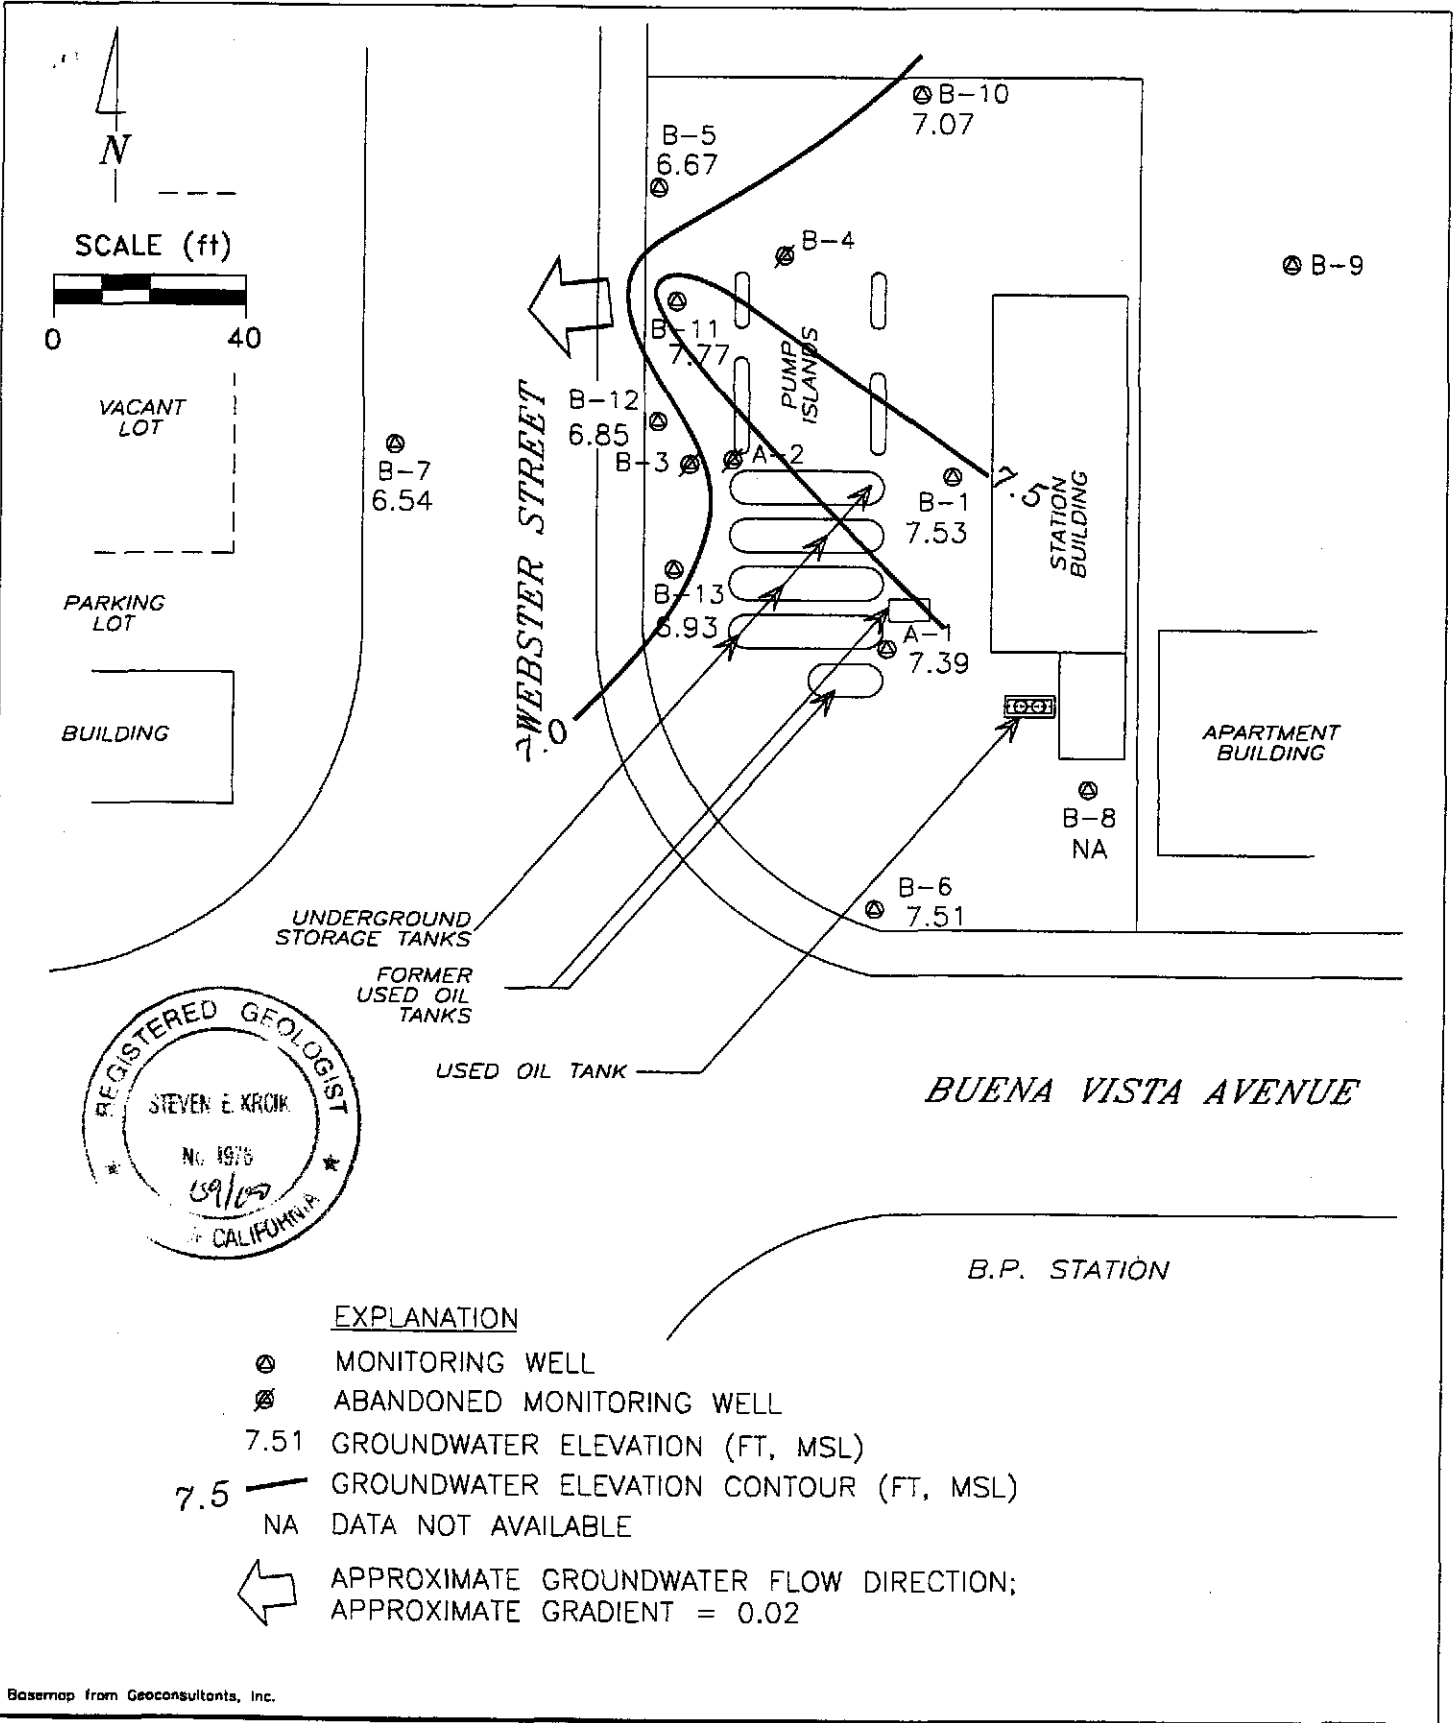 N
SCALE (ft)
0 40
B-5
6.67
B-10
7.07
B-4
B-9
B-11
7.77
PUMP
ISLANDS
VACANT
LOT
B-7
6.54
WEBSTER STREET
B-12
6.85
B-3
A-2
B-1
7.53
7.5
STATION
BUILDING
PARKING
LOT
B-13
6.93
A-1
7.39
BUILDING
7.0
APARTMENT
BUILDING
B-8
NA
B-6
7.51
UNDERGROUND
STORAGE TANKS
FORMER
USED OIL
TANKS
USED OIL TANK
BUENA VISTA AVENUE
REGISTERED GEOLOGIST
STEVEN E. KRCIK
CALIFORNIA
B.P. STATION
EXPLANATION
MONITORING WELL
ABANDONED MONITORING WELL
7.51 GROUNDWATER ELEVATION (FT, MSL)
7.5 GROUNDWATER ELEVATION CONTOUR (FT, MSL)
NA DATA NOT AVAILABLE
APPROXIMATE GROUNDWATER FLOW DIRECTION;
APPROXIMATE GRADIENT = 0.02
Basemap from Geoconsultants, Inc.